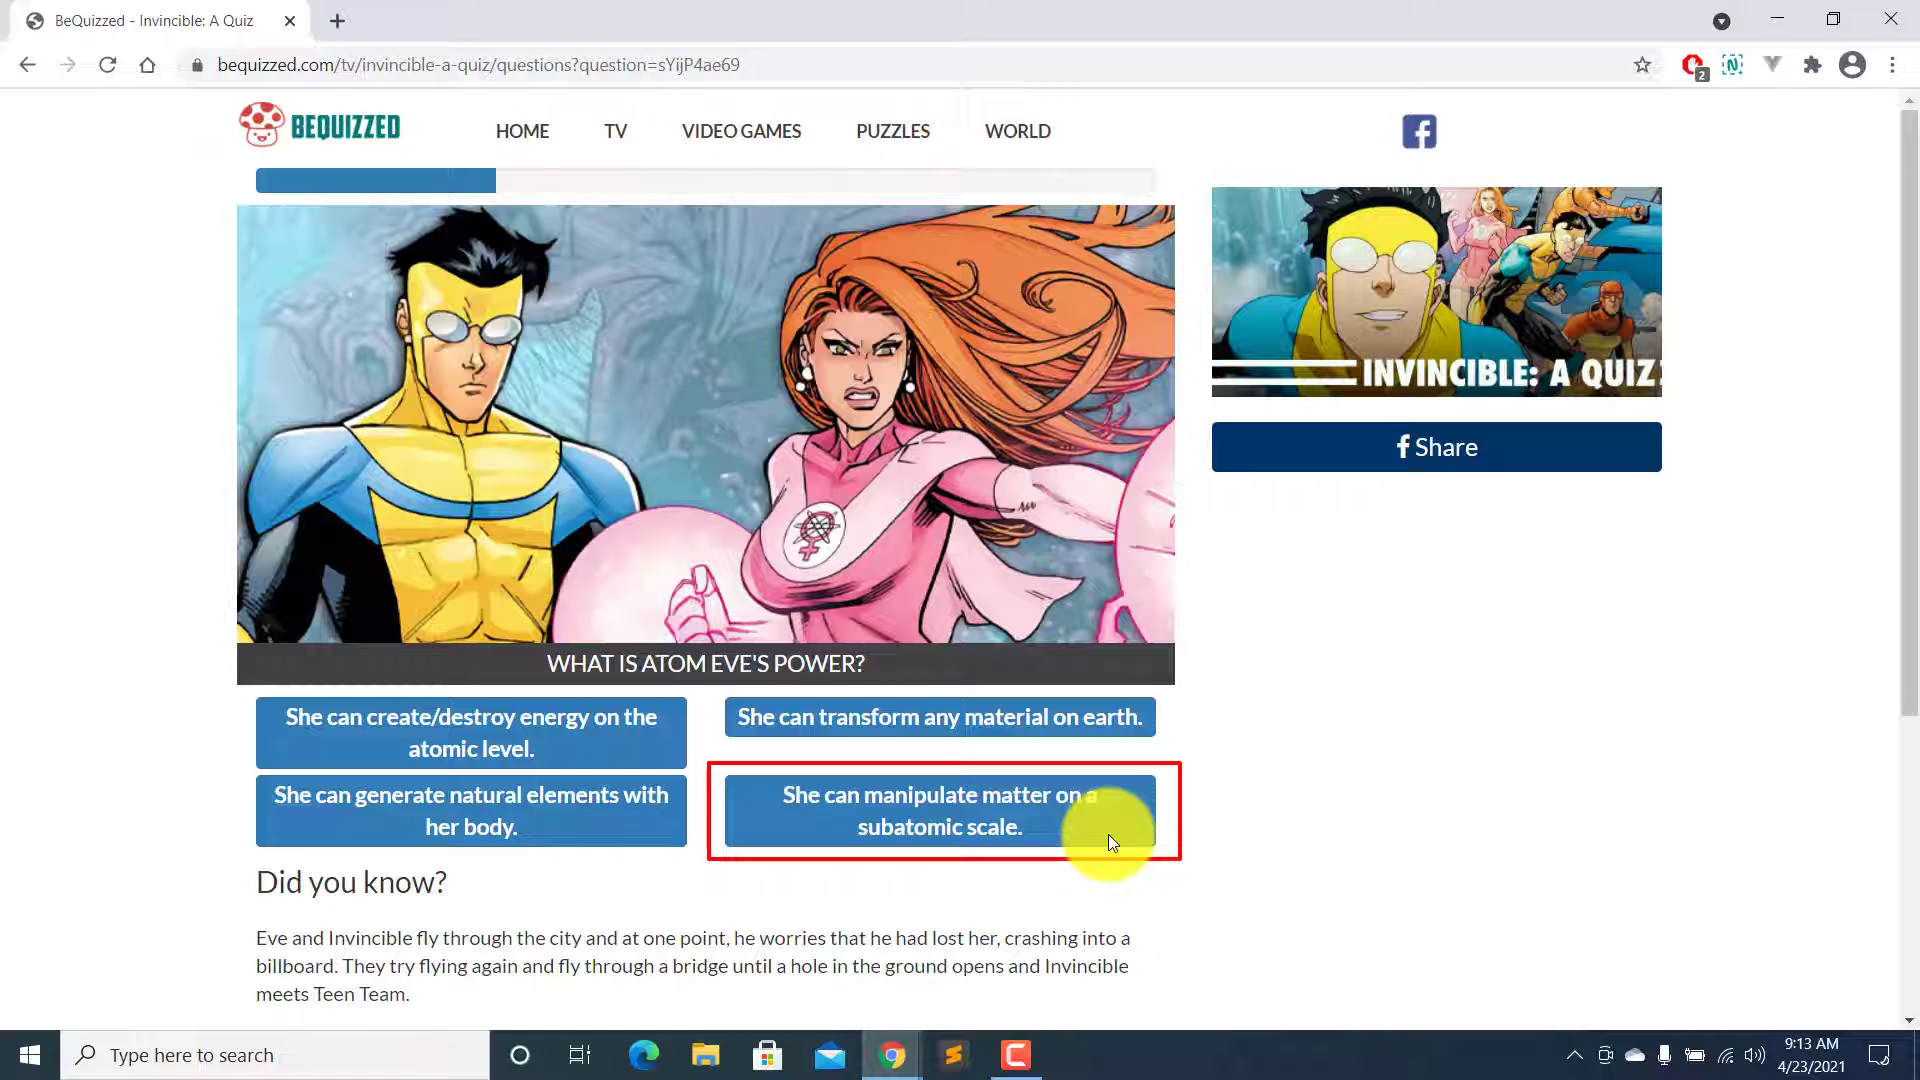 BeQuizzed - Invincible: A Quiz
bequizzed.com/tv/invincible-a-quiz/questions?question=sYijP4ae69
2
BEQUIZZED
HOME
TV
VIDEO GAMES
PUZZLES
WORLD
INVINCIBLE: A QUIZ
Share
WHAT IS ATOM EVE'S POWER?
She can create/destroy energy on the
atomic level.
She can transform any material on earth.
She can generate natural elements with
her body.
She can manipulate matter on a
subatomic scale.
Did you know?
Eve and Invincible fly through the city and at one point, he worries that he had lost her, crashing into a
billboard. They try flying again and fly through a bridge until a hole in the ground opens and Invincible
meets Teen Team.
Type here to search
9:13 AM
4/23/2021